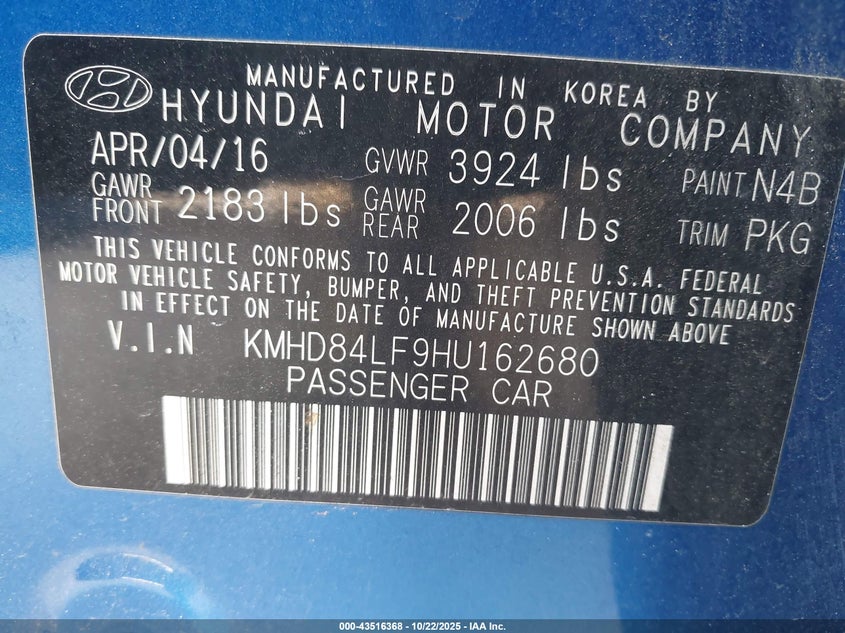 MANUFACTURED IN KOREA BY
HYUNDAI MOTOR COMPANY
APR/04/16 GVWR 3924 lbs PAINT N4B
GAWR FRONT 2183 lbs GAWR REAR 2006 lbs TRIM PKG
THIS VEHICLE CONFORMS TO ALL APPLICABLE U.S.A. FEDERAL
MOTOR VEHICLE SAFETY, BUMPER, AND THEFT PREVENTION STANDARDS
IN EFFECT ON THE DATE OF MANUFACTURE SHOWN ABOVE
V.I.N KMHD84LF9HU162680
PASSENGER CAR
000-43516368 - 10/22/2025 - IAA Inc.